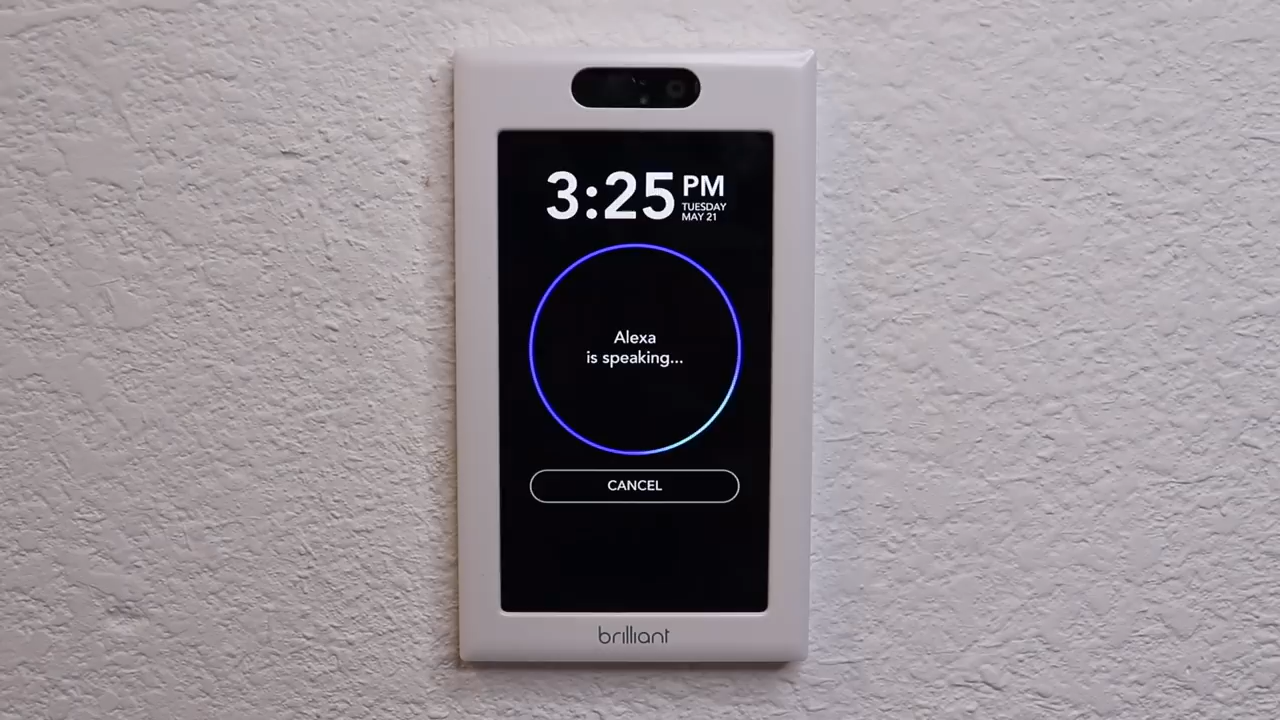 3:25 PM
TUESDAY
MAY 21
Alexa
is speaking...
CANCEL
brilliant